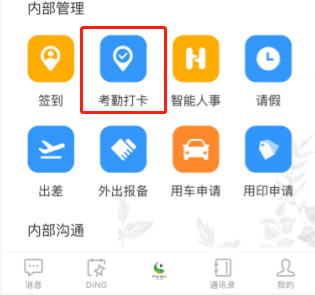 内部管理
签到 考勤打卡 智能人事 请假
出差 外出报备 用车申请 用印申请
内部沟通
消息 DING 通讯录 我的